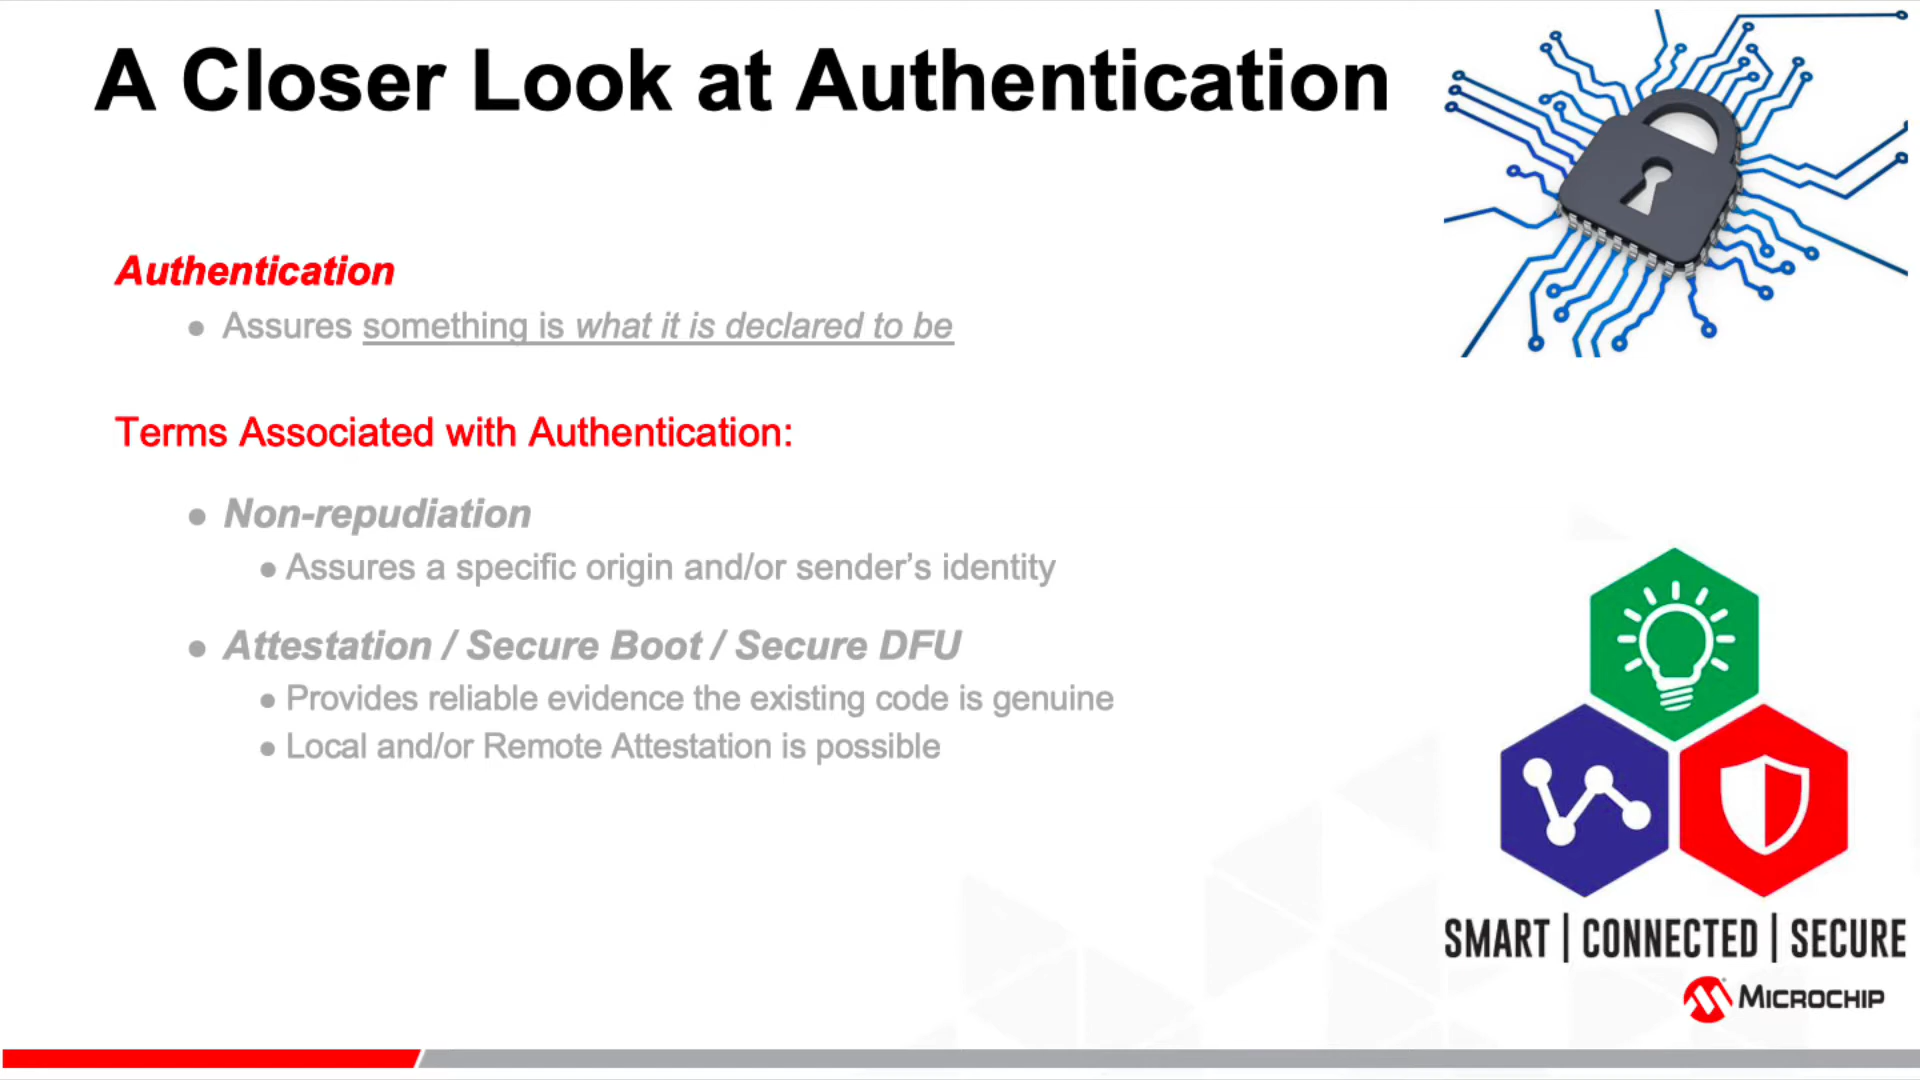 A Closer Look at Authentication
Authentication
● Assures something is what it is declared to be
Terms Associated with Authentication:
● Non-repudiation
● Assures a specific origin and/or sender’s identity
● Attestation / Secure Boot / Secure DFU
● Provides reliable evidence the existing code is genuine
● Local and/or Remote Attestation is possible
SMART | CONNECTED | SECURE
MICROCHIP